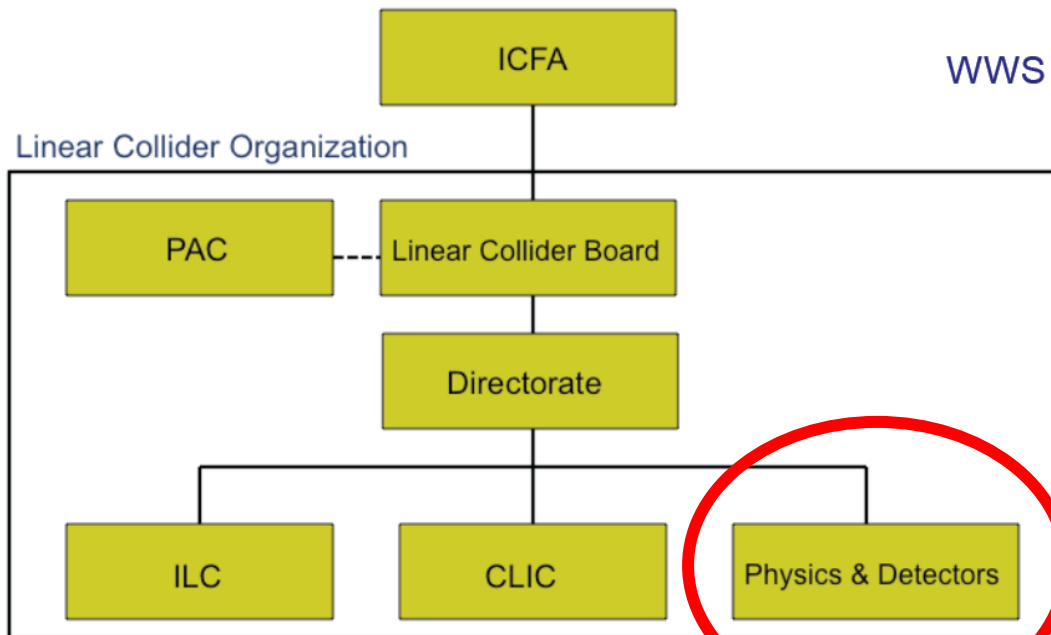 ICFA
WWS
Linear Collider Organization
PAC
Linear Collider Board
Directorate
ILC
CLIC
Physics & Detectors